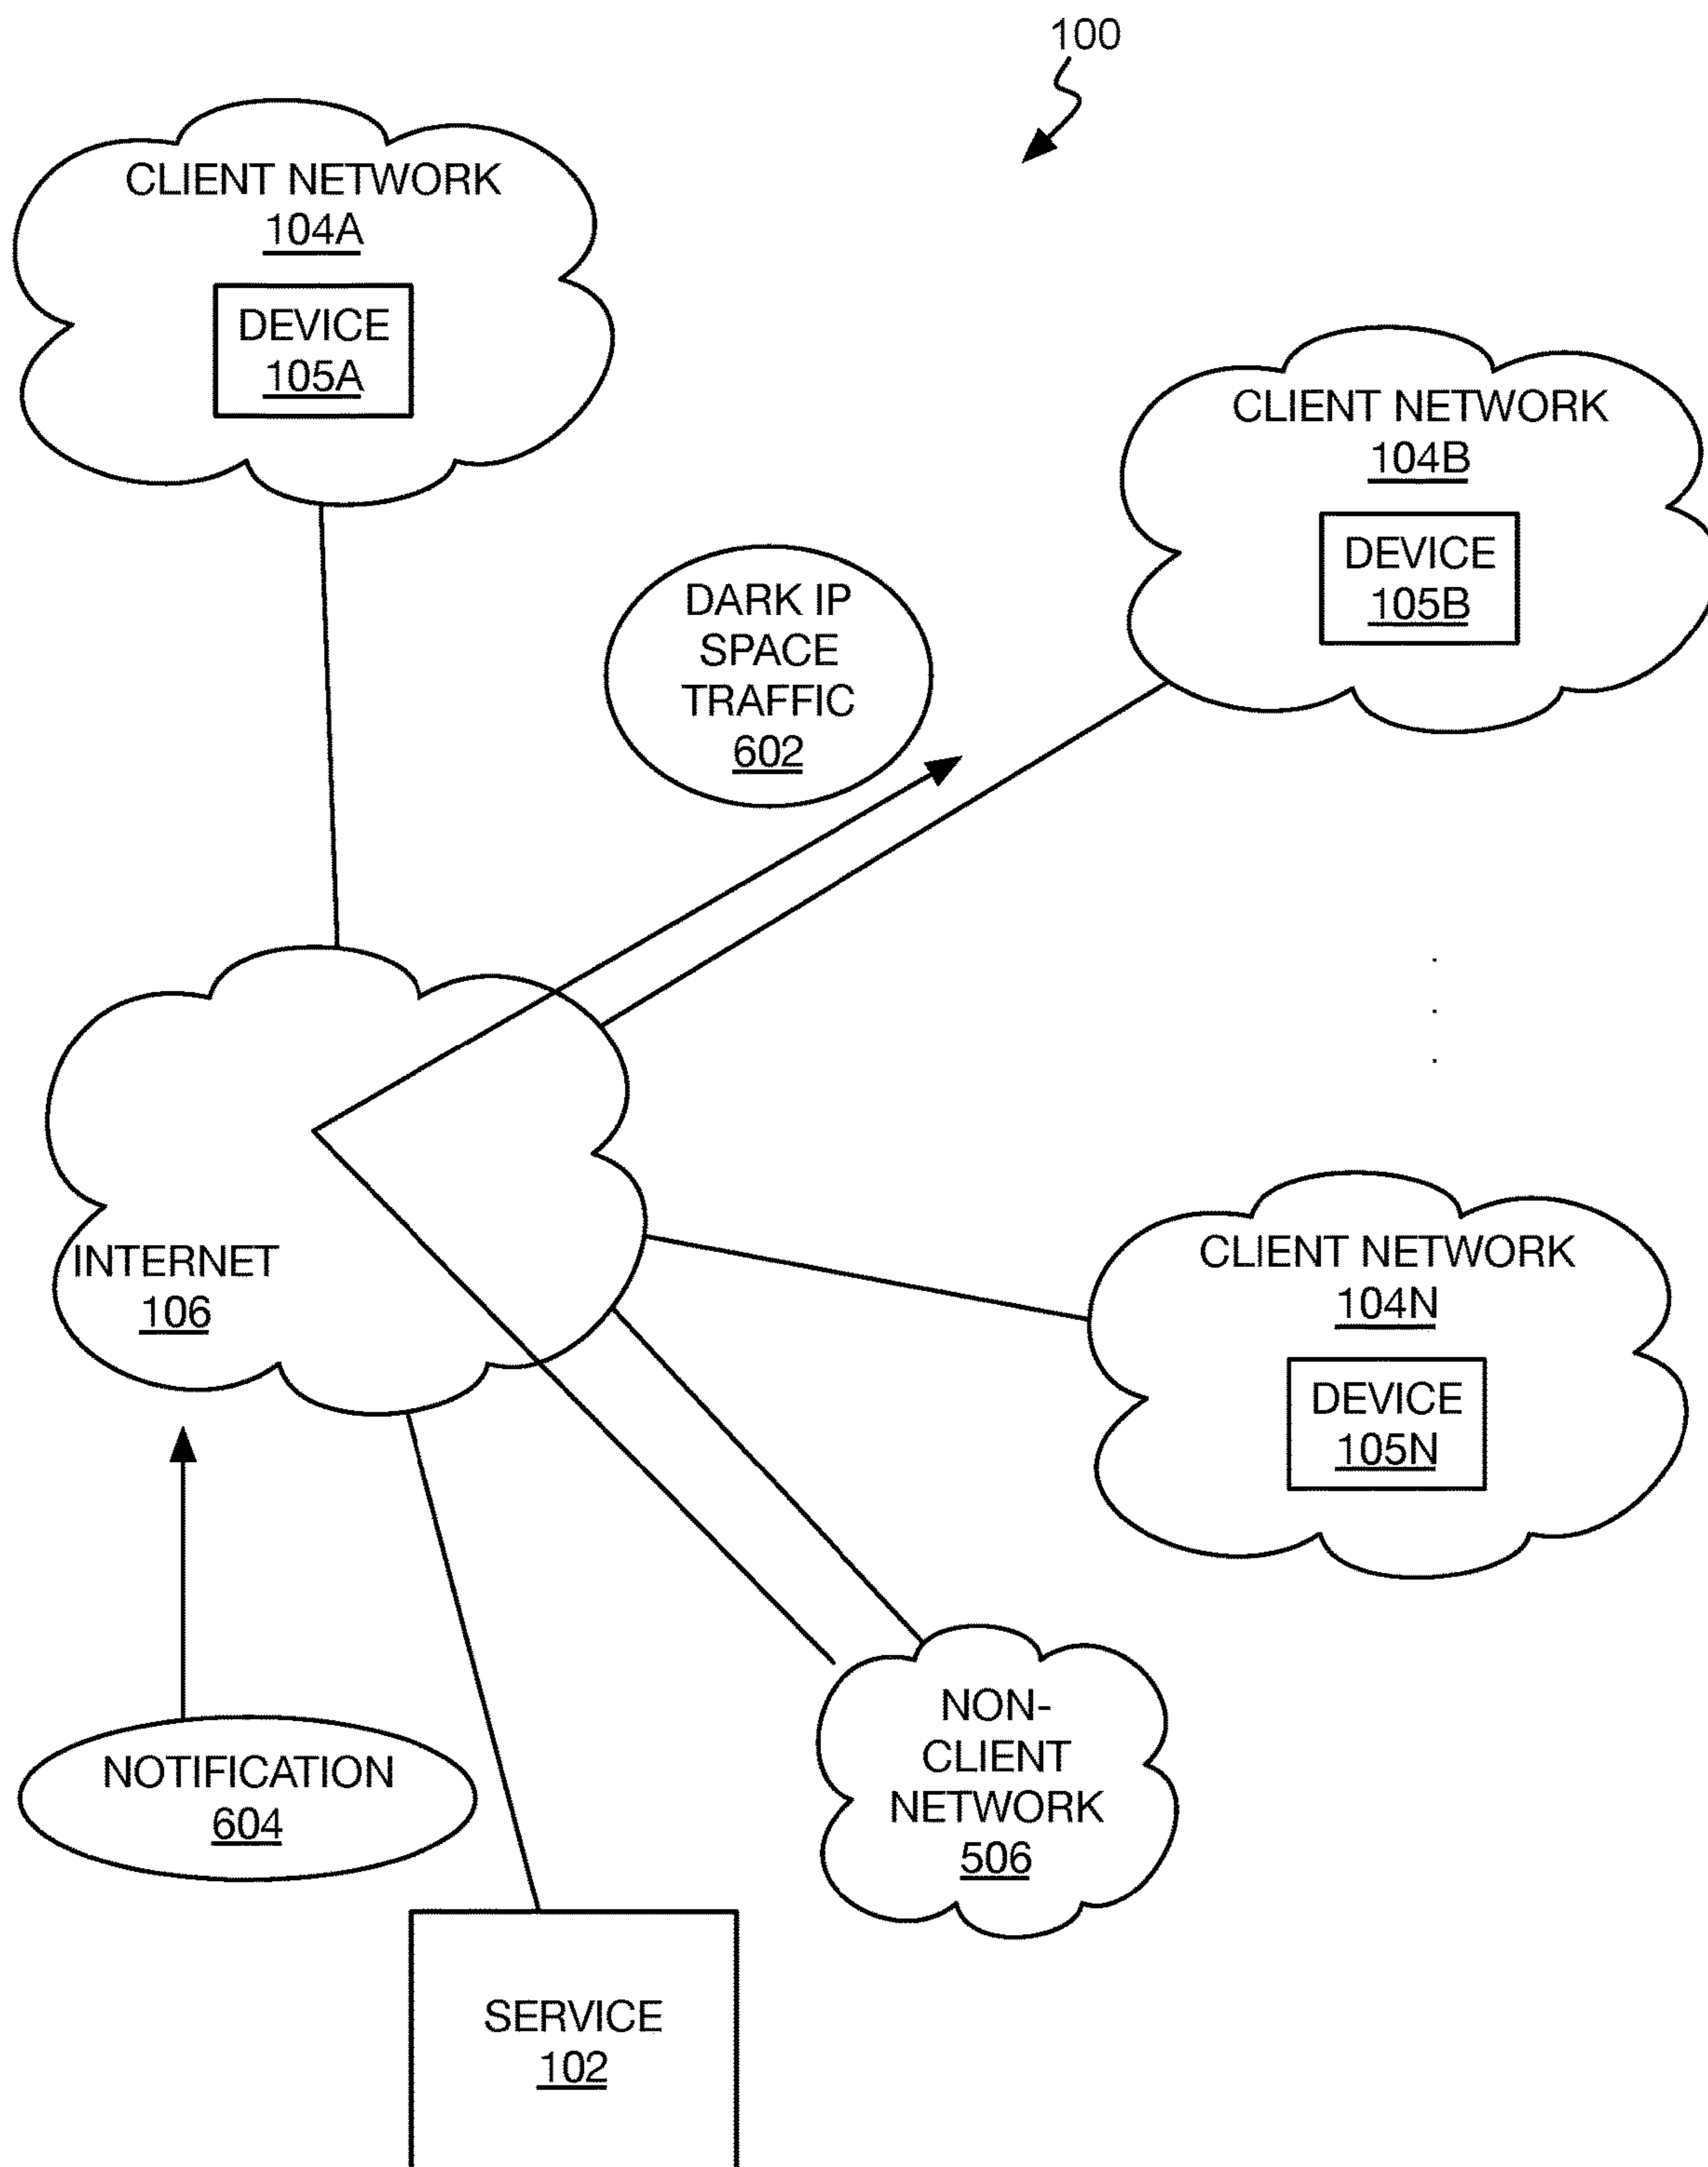 100
CLIENT NETWORK
104A
DEVICE
105A
CLIENT NETWORK
104B
DEVICE
105B
DARK IP
SPACE
TRAFFIC
602
INTERNET
106
CLIENT NETWORK
104N
DEVICE
105N
NOTIFICATION
604
NON-
CLIENT
NETWORK
506
SERVICE
102